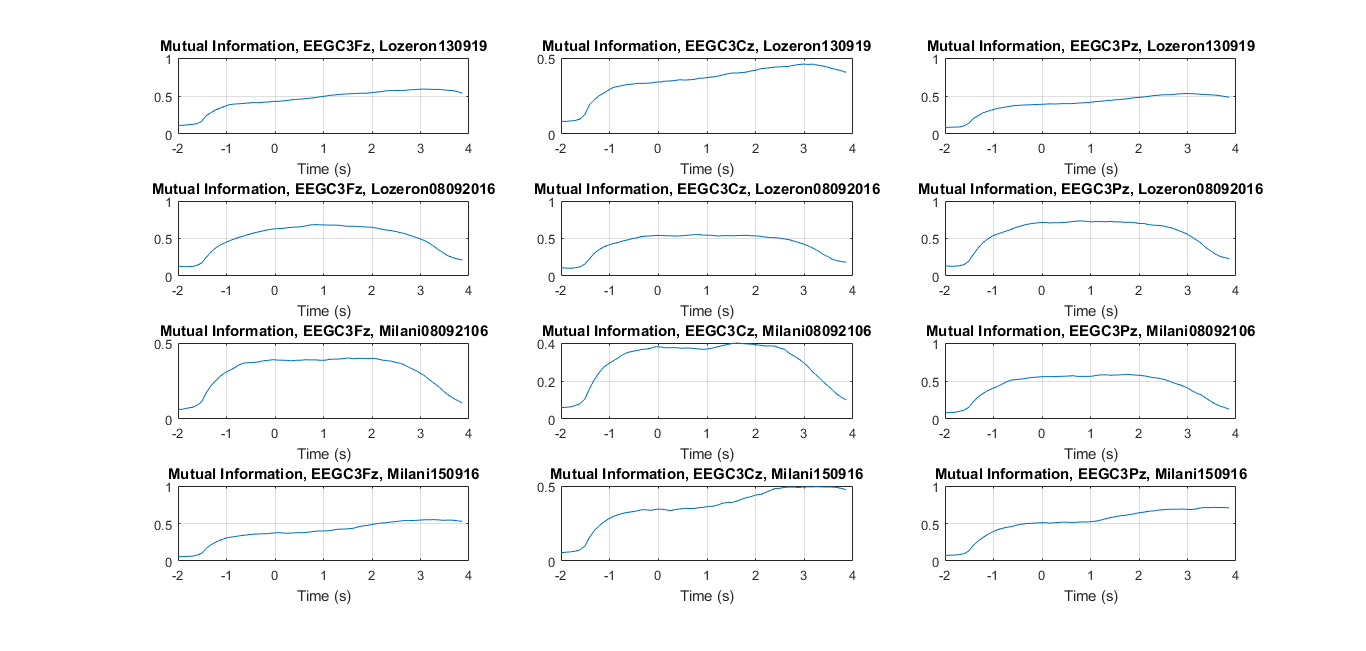 Mutual Information, EEGC3Fz, Lozeron130919
1
0.5
0
-2 -1 0 1 2 3 4
Time (s)
Mutual Information, EEGC3Cz, Lozeron130919
0.5
0
-2 -1 0 1 2 3 4
Time (s)
Mutual Information, EEGC3Pz, Lozeron130919
1
0.5
0
-2 -1 0 1 2 3 4
Time (s)
Mutual Information, EEGC3Fz, Lozeron08092016
1
0.5
0
-2 -1 0 1 2 3 4
Time (s)
Mutual Information, EEGC3Cz, Lozeron08092016
1
0.5
0
-2 -1 0 1 2 3 4
Time (s)
Mutual Information, EEGC3Pz, Lozeron08092016
1
0.5
0
-2 -1 0 1 2 3 4
Time (s)
Mutual Information, EEGC3Fz, Milani08092106
0.5
0
-2 -1 0 1 2 3 4
Time (s)
Mutual Information, EEGC3Cz, Milani08092106
0.4
0.2
0
-2 -1 0 1 2 3 4
Time (s)
Mutual Information, EEGC3Pz, Milani08092106
1
0.5
0
-2 -1 0 1 2 3 4
Time (s)
Mutual Information, EEGC3Fz, Milani150916
1
0.5
0
-2 -1 0 1 2 3 4
Time (s)
Mutual Information, EEGC3Cz, Milani150916
0.5
0
-2 -1 0 1 2 3 4
Time (s)
Mutual Information, EEGC3Pz, Milani150916
1
0.5
0
-2 -1 0 1 2 3 4
Time (s)